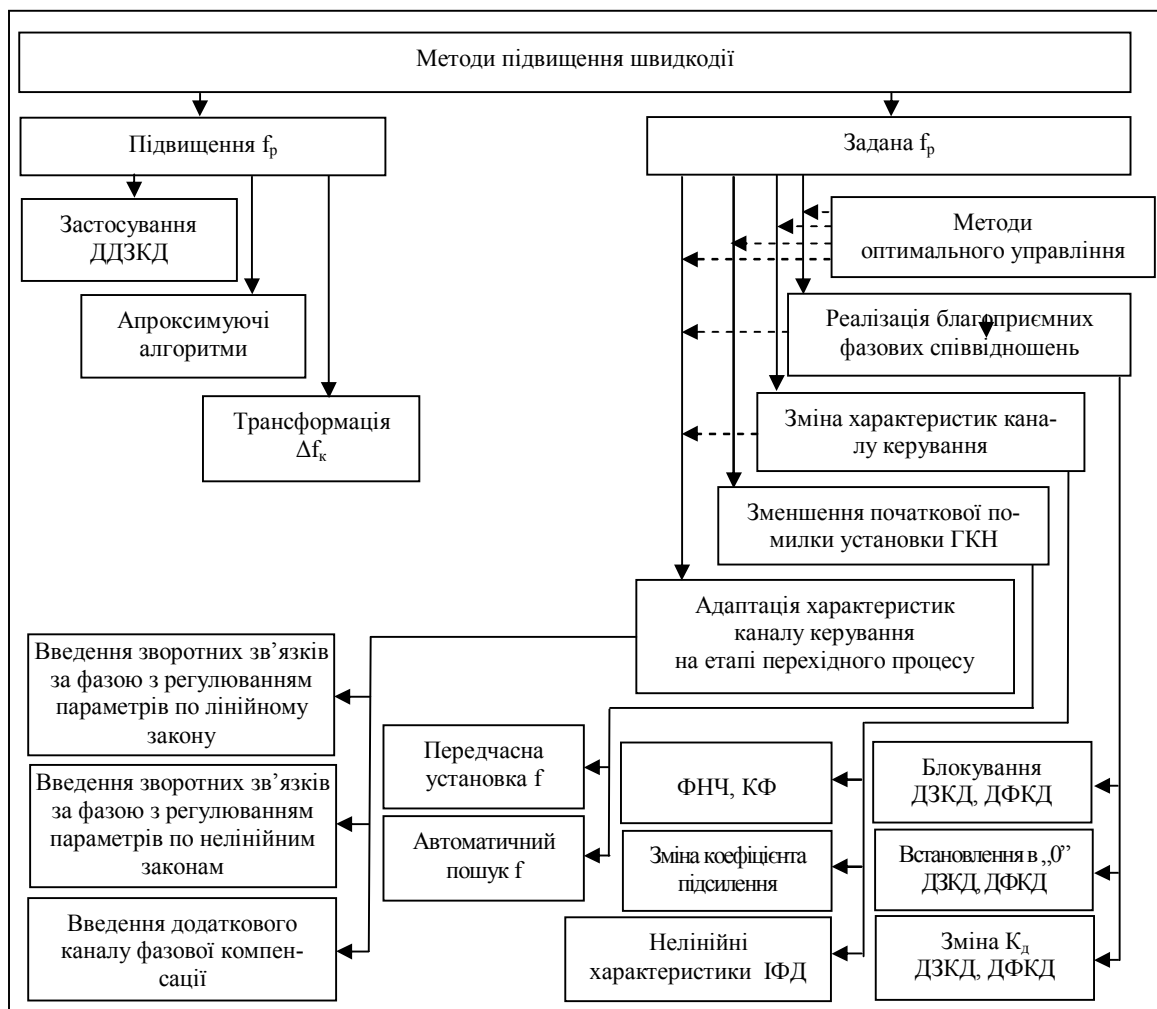 Методи підвищення швидкодії
Підвищення fр
Задана fр
Застосування
ДДЗКД
Методи
оптимального управління
Апроксимуючі
алгоритми
Реалізація благоприємних
фазових співвідношень
Трансформація
Δfк
Зміна характеристик кана-
лу керування
Зменшення початкової по-
милки установки ГКН
Адаптація характеристик
каналу керування
на етапі перехідного процесу
Введення зворотних зв’язків
за фазою з регулюванням
параметрів по лінійному
закону
Передчасна
установка f
ФНЧ, КФ
Блокування
ДЗКД, ДФКД
Введення зворотних зв’язків
за фазою з регулюванням
параметрів по нелінійним
законам
Автоматичний
пошук f
Зміна коефіцієнта
підсилення
Встановлення в „0”
ДЗКД, ДФКД
Введення додаткового
каналу фазової компен-
сації
Нелінійні
характеристики ІФД
Зміна Кд
ДЗКД, ДФКД